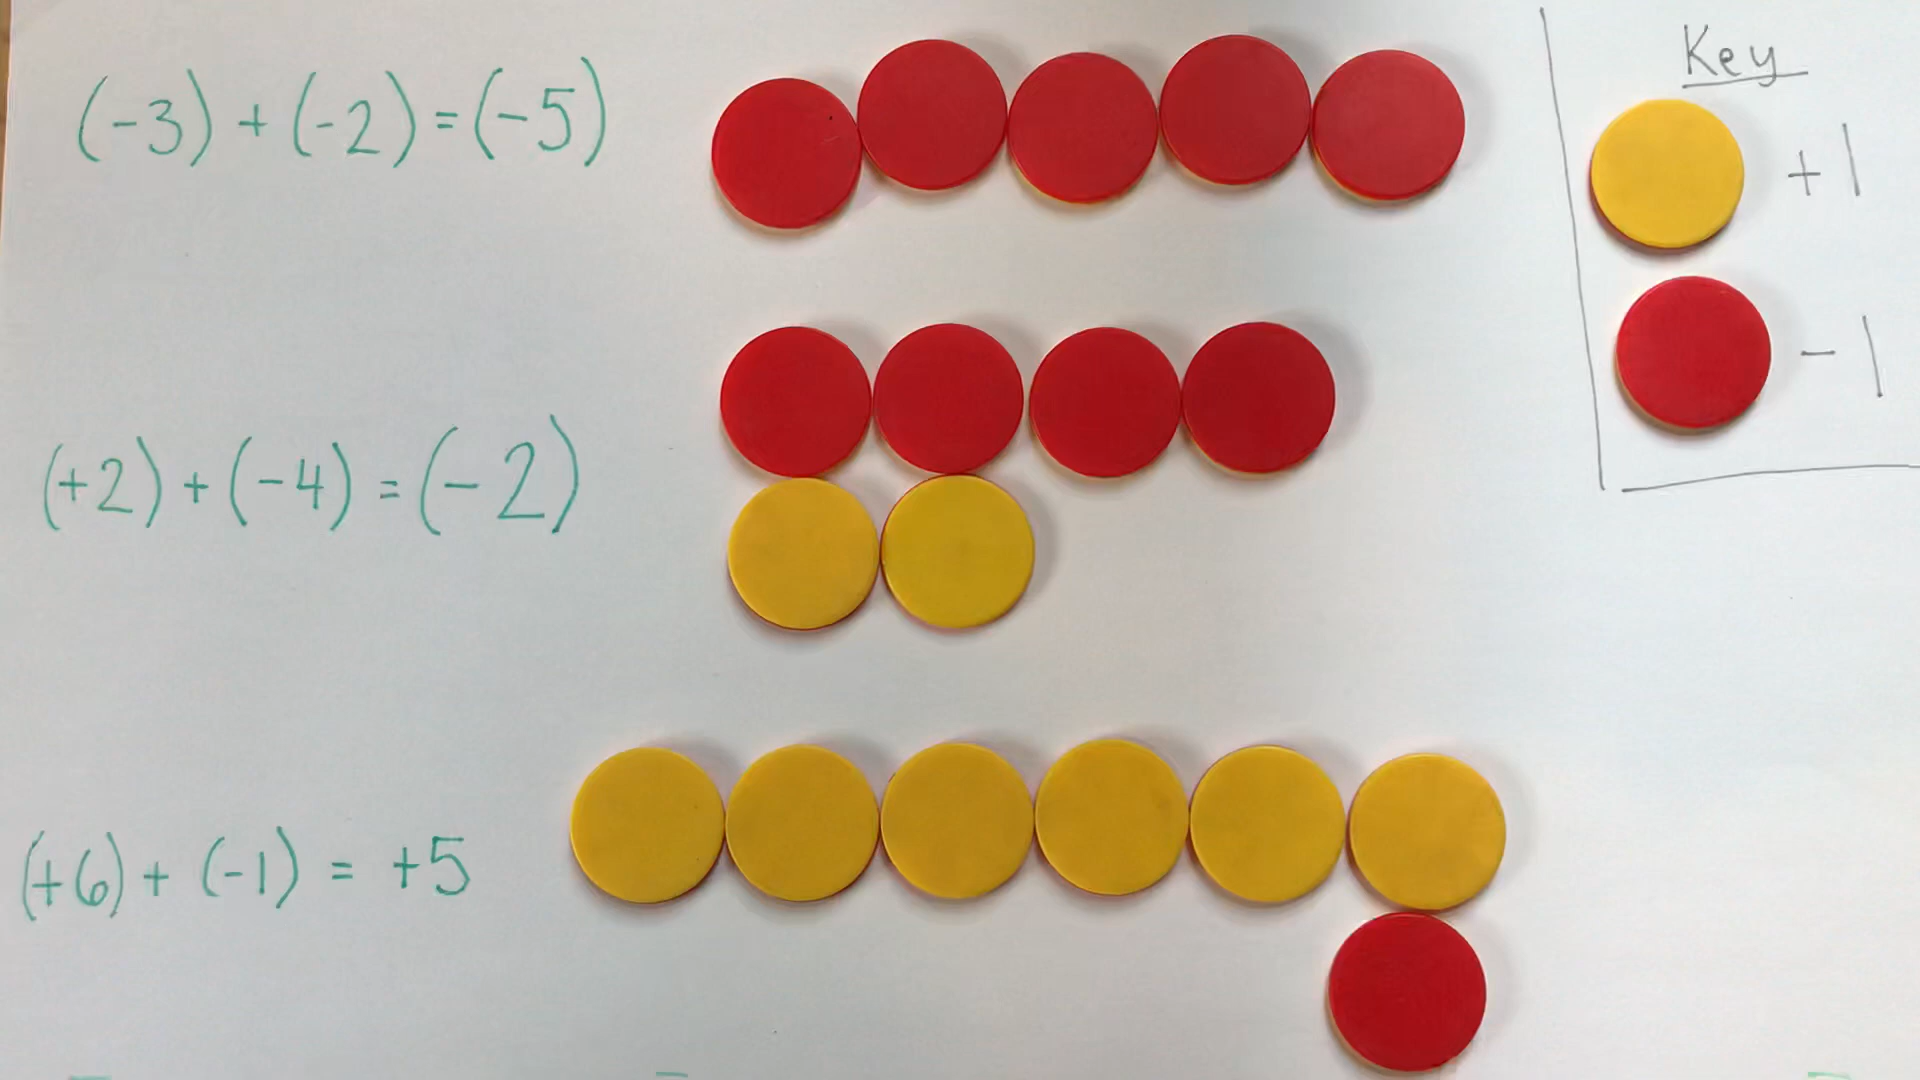 (-3) + (-2) = (-5)
Key
+1
-1
(+2) + (-4) = (-2)
(+6) + (-1) = +5